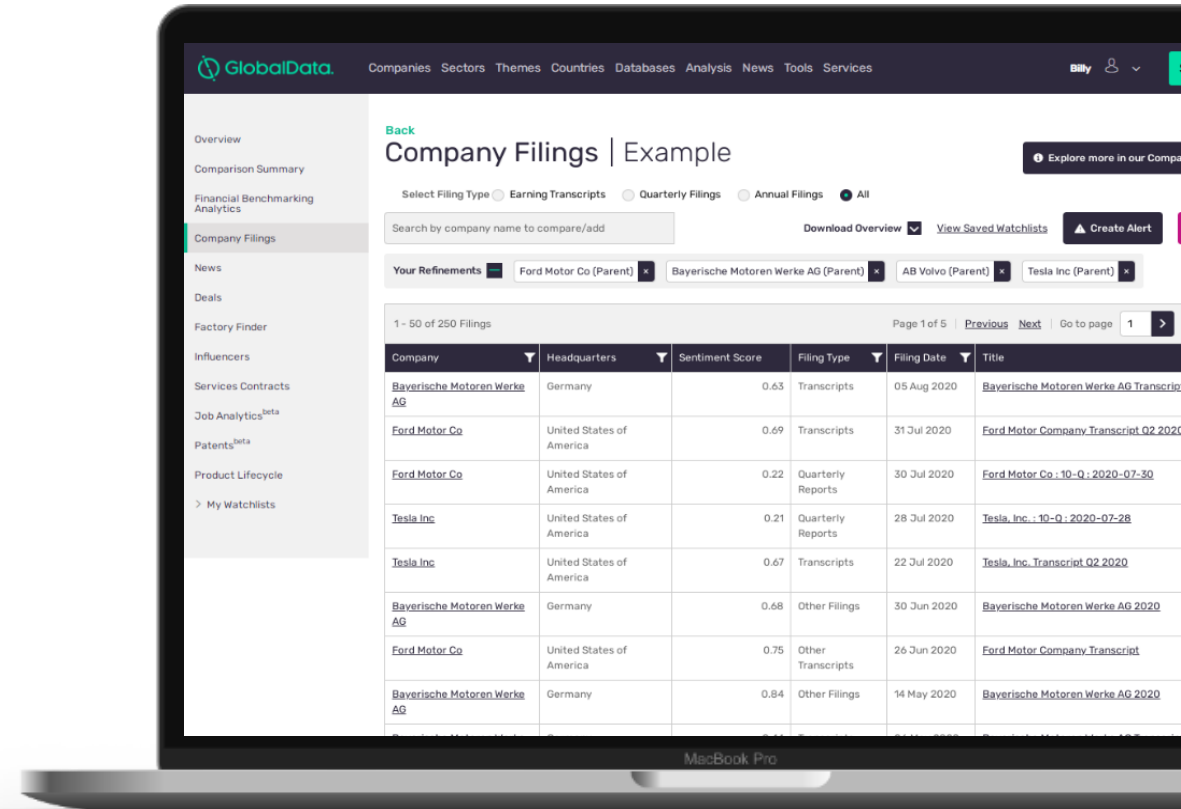 GlobalData.
Companies Sectors Themes Countries Databases Analysis News Tools Services
Billy
Overview
Comparison Summary
Financial Benchmarking
Analytics
Company Filings
News
Deals
Factory Finder
Influencers
Services Contracts
Job Analytics beta
Patents beta
Product Lifecycle
> My Watchlists
Back
Company Filings | Example
Explore more in our Compa
Select Filing Type Earning Transcripts Quarterly Filings Annual Filings All
Search by company name to compare/add
Download Overview View Saved Watchlists Create Alert
Your Refinements Ford Motor Co (Parent) × Bayerische Motoren Werke AG (Parent) × AB Volvo (Parent) × Tesla Inc (Parent) ×
1 - 50 of 250 Filings Page 1 of 5 | Previous Next | Go to page 1 >
Company Headquarters Sentiment Score Filing Type Filing Date Title
Bayerische Motoren Werke Germany 0.63 Transcripts 05 Aug 2020 Bayerische Motoren Werke AG Transcrip
AG
Ford Motor Co United States of 0.69 Transcripts 31 Jul 2020 Ford Motor Company Transcript Q2 2020
America
Ford Motor Co United States of 0.22 Quarterly 30 Jul 2020 Ford Motor Co : 10-Q : 2020-07-30
America Reports
Tesla Inc United States of 0.21 Quarterly 28 Jul 2020 Tesla, Inc. : 10-Q : 2020-07-28
America Reports
Tesla Inc United States of 0.67 Transcripts 22 Jul 2020 Tesla, Inc. Transcript Q2 2020
America
Bayerische Motoren Werke Germany 0.68 Other Filings 30 Jun 2020 Bayerische Motoren Werke AG 2020
AG
Ford Motor Co United States of 0.75 Other 26 Jun 2020 Ford Motor Company Transcript
America Transcripts
Bayerische Motoren Werke Germany 0.84 Other Filings 14 May 2020 Bayerische Motoren Werke AG 2020
AG
MacBook Pro